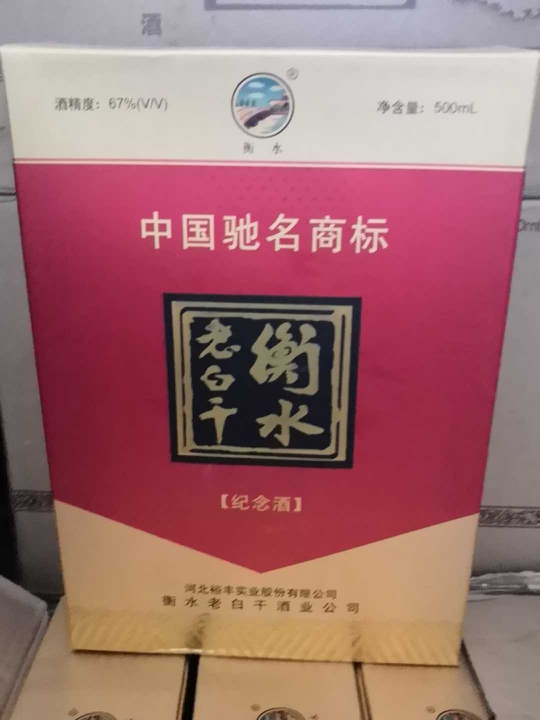 酒
酒精度：67%(V/V)
®
净含量：500mL
衡 水
中国驰名商标
衡水
老白干
【纪念酒】
河北裕丰实业股份有限公司
衡水老白干酒业公司